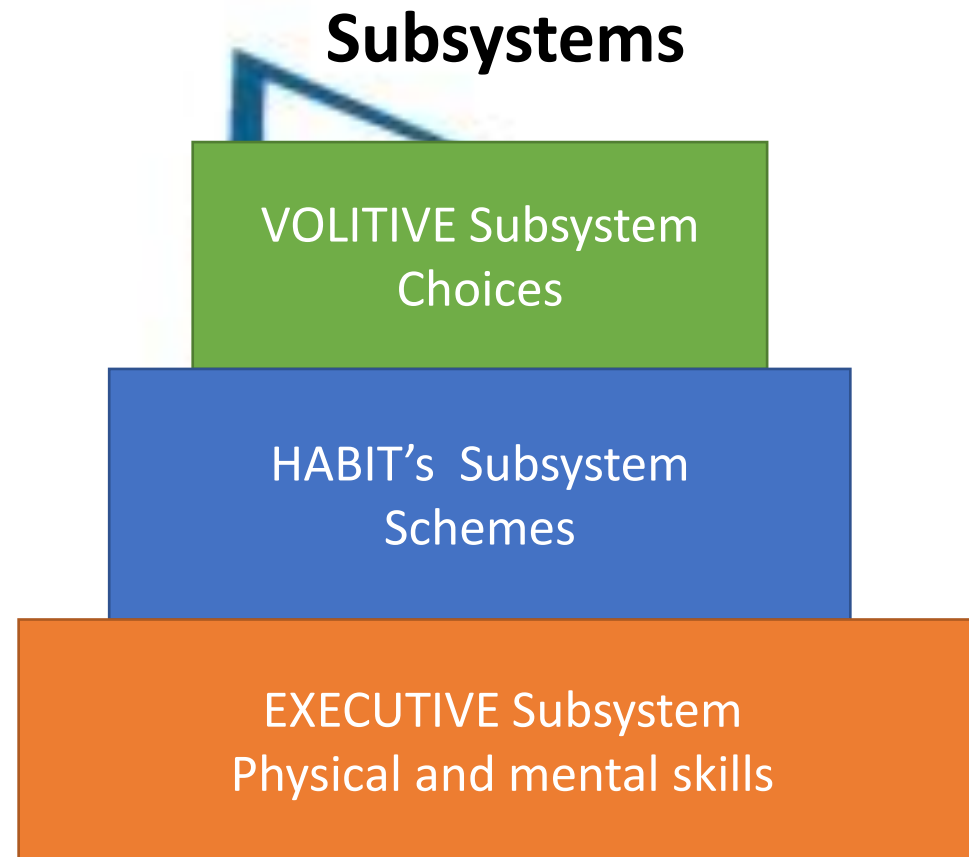 Subsystems
VOLITIVE Subsystem
Choices
HABIT’s  Subsystem
Schemes
EXECUTIVE Subsystem
Physical and mental skills